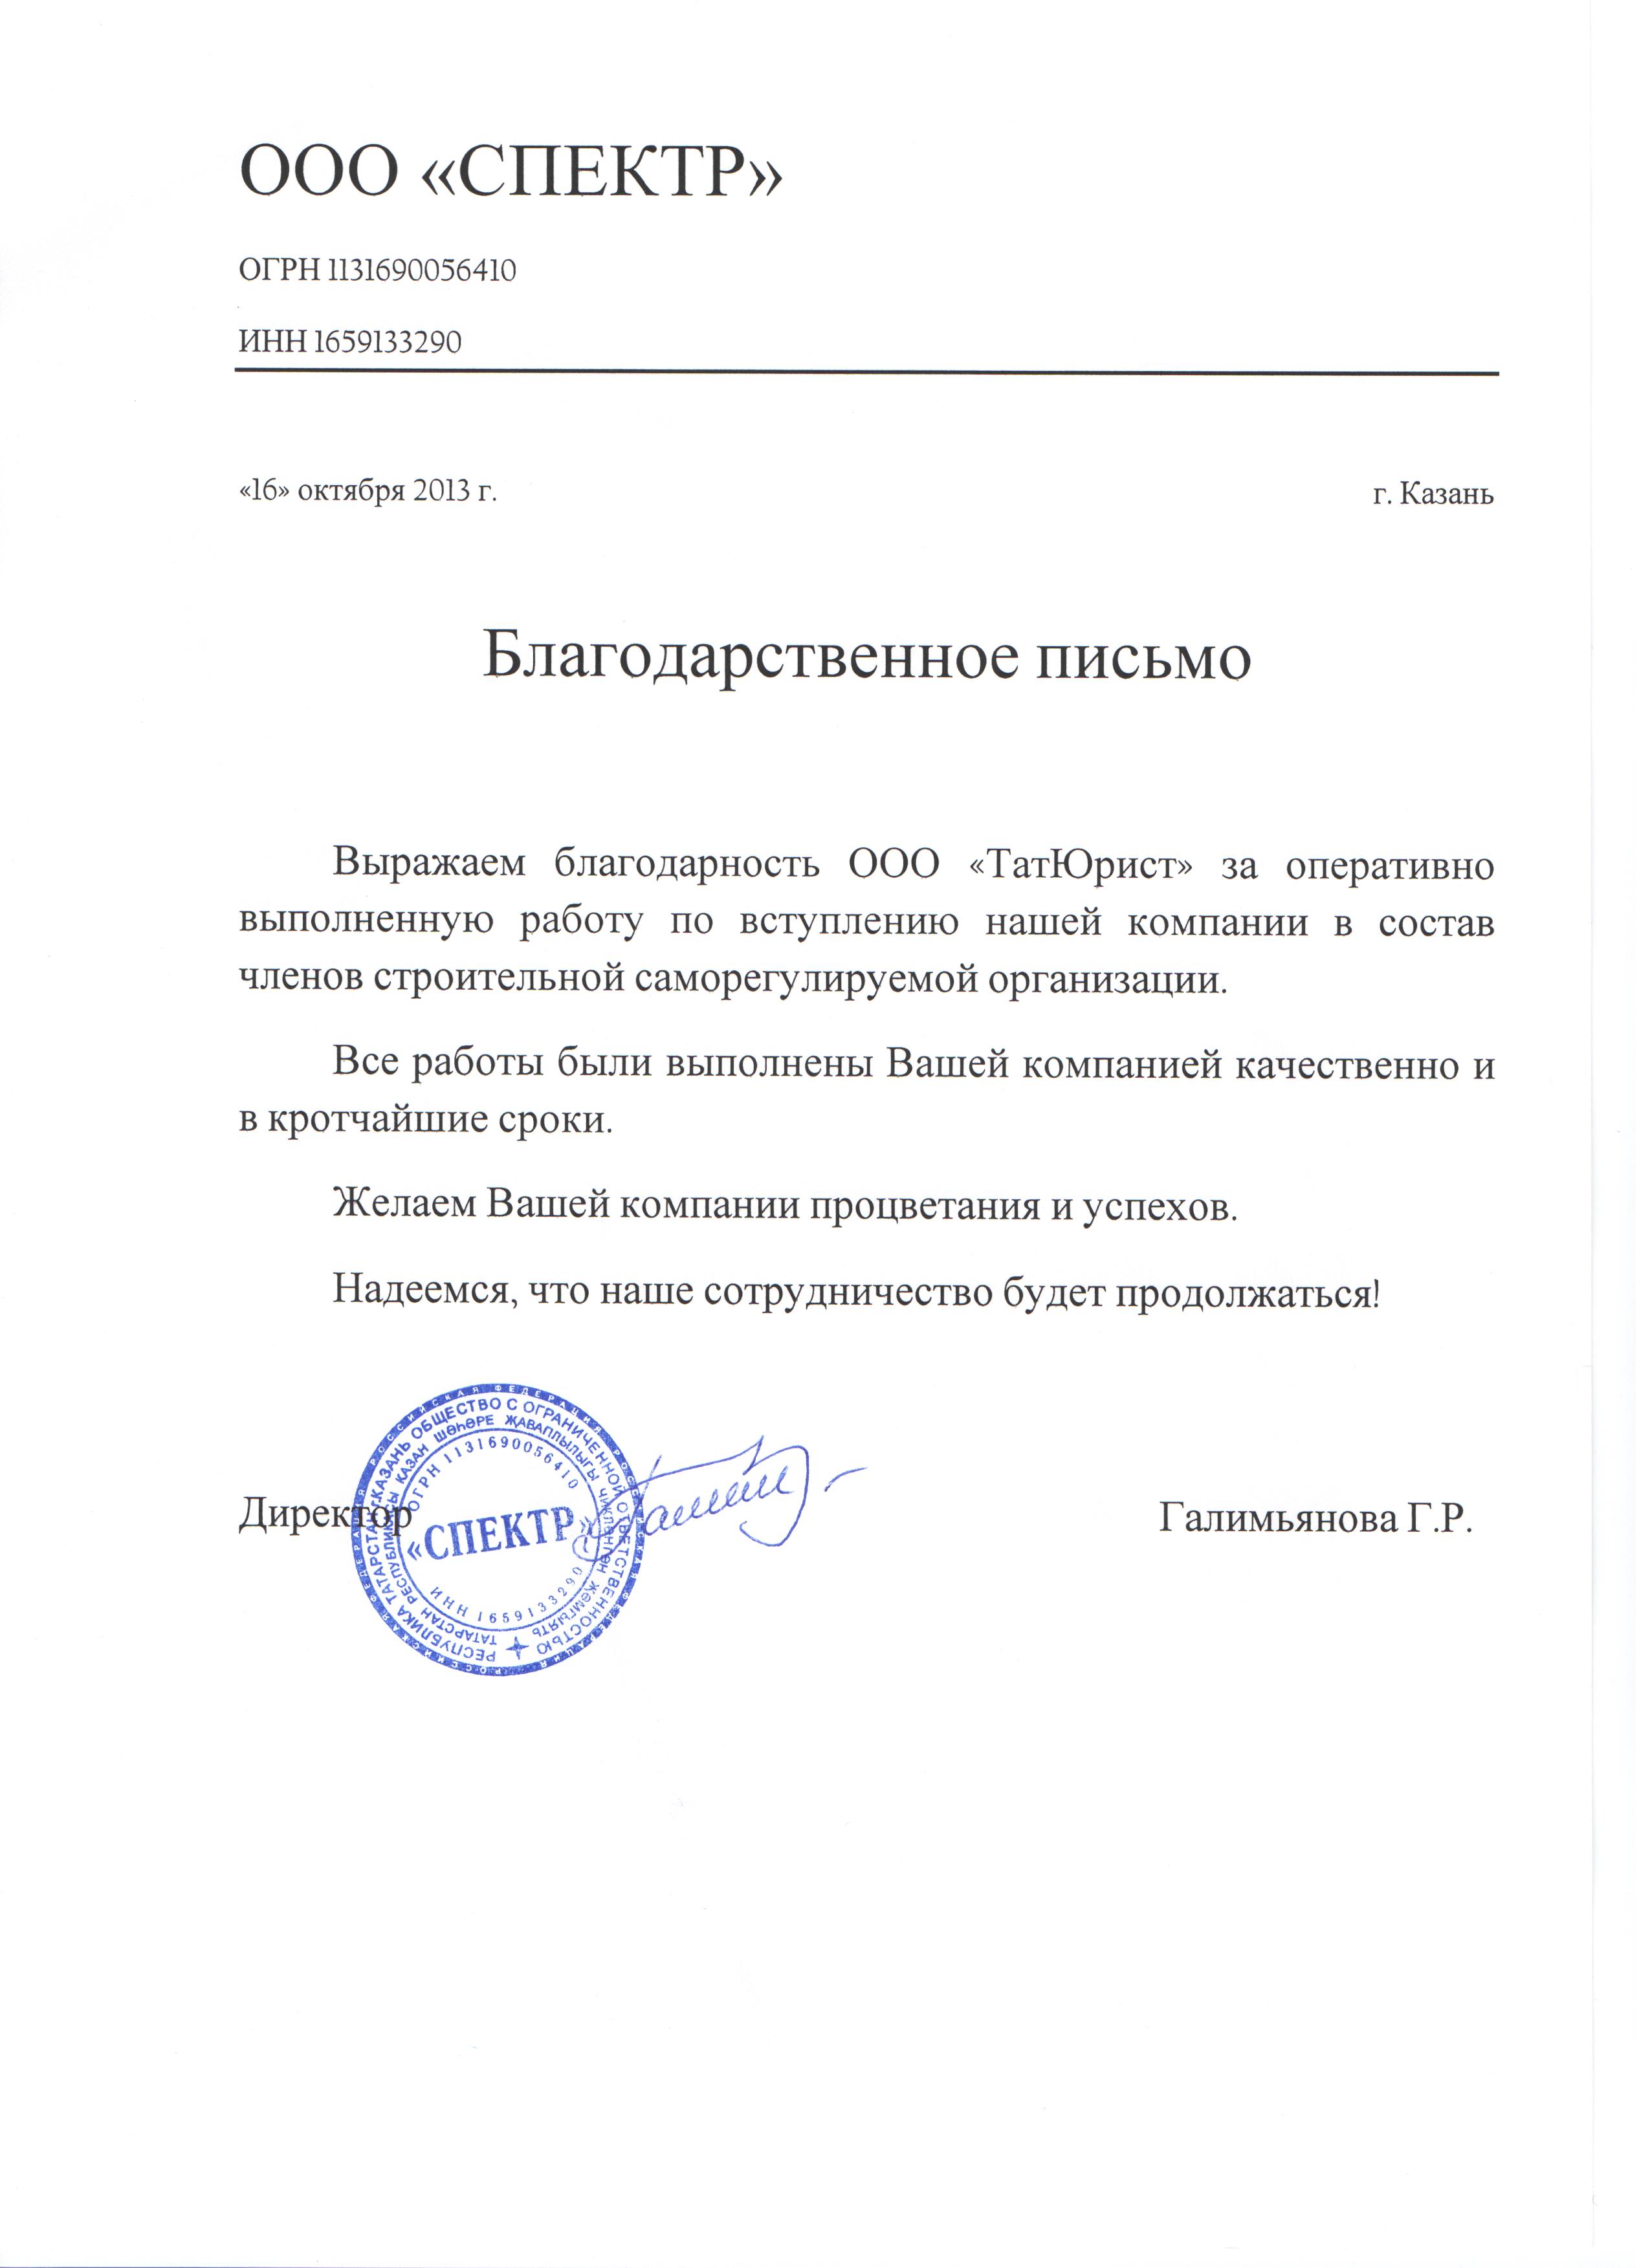 ООО «СПЕКТР»
ОГРН 1131690056410
ИНН 1659133290
«16» октября 2013 г. г. Казань
Благодарственное письмо
Выражаем благодарность ООО «ТатЮрист» за оперативно
выполненную работу по вступлению нашей компании в состав
членов строительной саморегулируемой организации.
Все работы были выполнены Вашей компанией качественно и
в кротчайшие сроки.
Желаем Вашей компании процветания и успехов.
Надеемся, что наше сотрудничество будет продолжаться!
Директор Галимьянова Г.Р.
РОССИЙСКАЯ ФЕДЕРАЦИЯ РОССИЙСКАЯ ФЕДЕРАЦИЯ
РЕСПУБЛИКА ТАТАРСТАН г.КАЗАНЬ ОБЩЕСТВО С ОГРАНИЧЕННОЙ ОТВЕТСТВЕННОСТЬЮ
ТАТАРСТАН РЕСПУБЛИКАСЫ КАЗАН ШӘҺӘРЕ ҖАВАПЛЫЛЫГЫ ЧИКЛӘНГӘН ҖӘМГЫЯТЬ
ОГРН 1131690056410
«СПЕКТР»
ИНН 1659133290